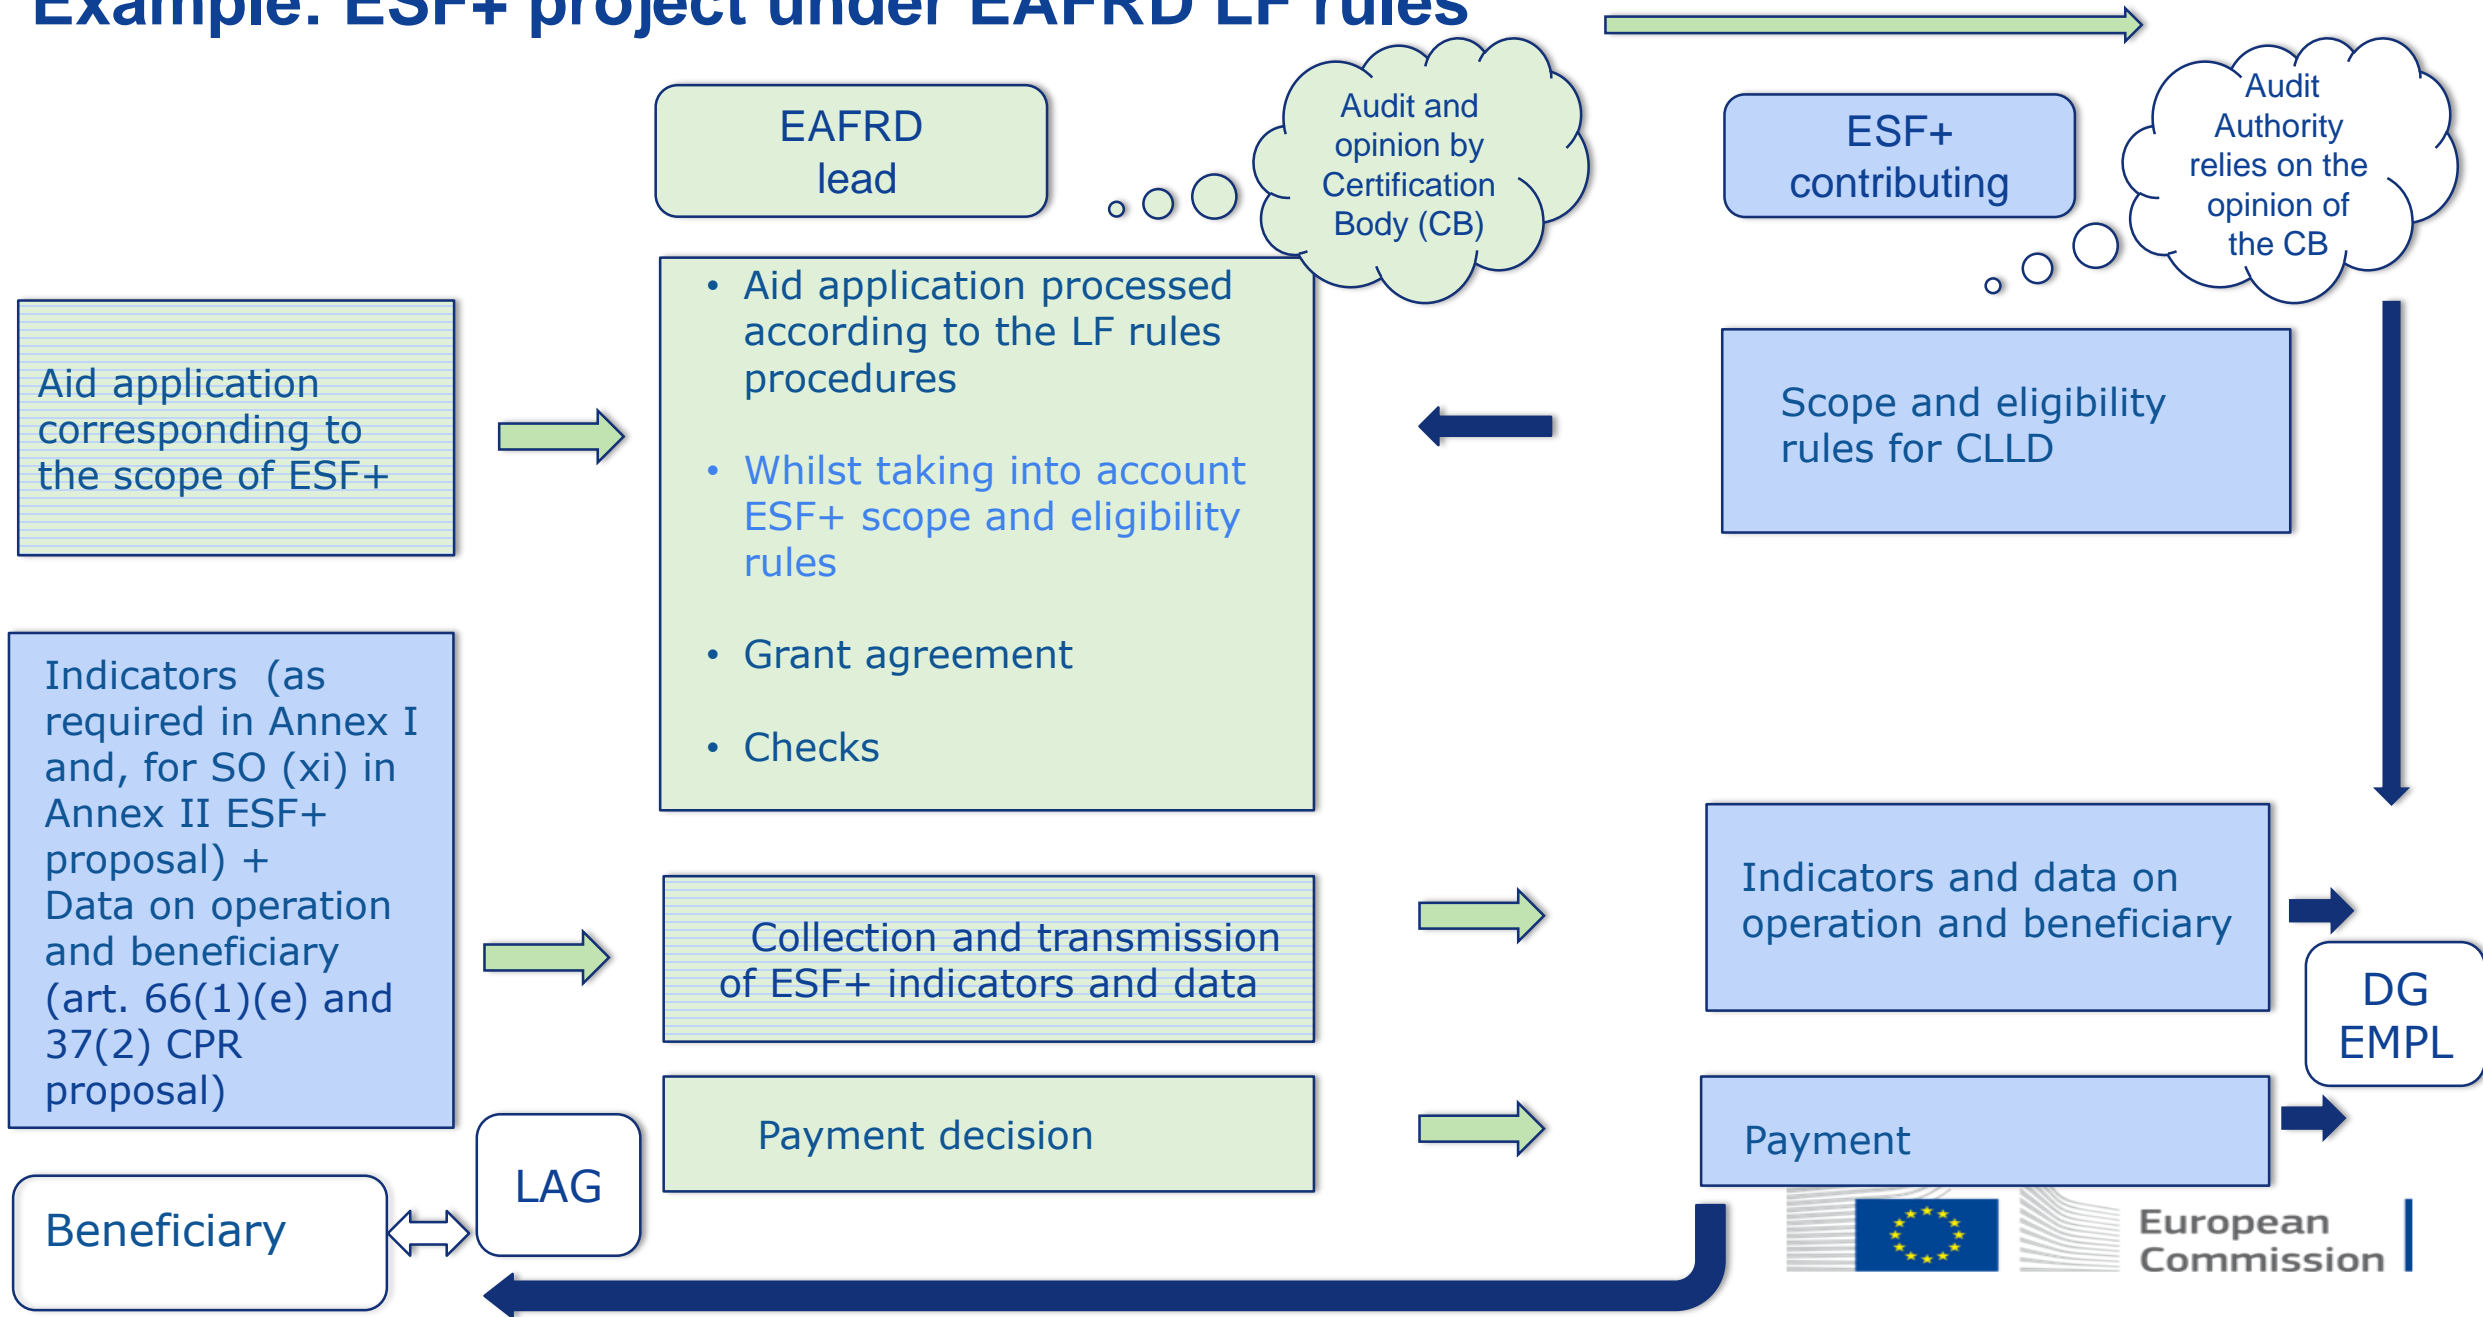 Example: ESF+ project under EAFRD LF rules
EAFRD
lead
Audit and
opinion by
Certification
Body (CB)
ESF+
contributing
Audit
Authority
relies on the
opinion of
the CB
Aid application
corresponding to
the scope of ESF+
• Aid application processed
according to the LF rules
procedures
• Whilst taking into account
ESF+ scope and eligibility
rules
• Grant agreement
• Checks
Scope and eligibility
rules for CLLD
Indicators (as
required in Annex I
and, for SO (xi) in
Annex II ESF+
proposal) +
Data on operation
and beneficiary
(art. 66(1)(e) and
37(2) CPR
proposal)
Collection and transmission
of ESF+ indicators and data
Indicators and data on
operation and beneficiary
DG
EMPL
Payment decision
Payment
Beneficiary
LAG
European
Commission